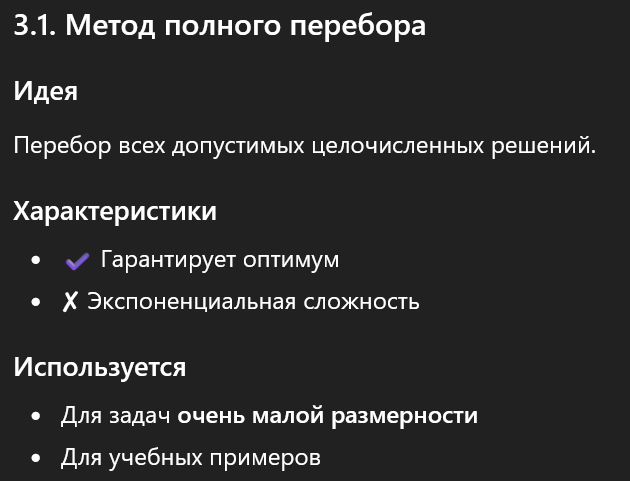 3.1. Метод полного перебора
Идея
Перебор всех допустимых целочисленных решений.
Характеристики
• ✔ Гарантирует оптимум
• ✗ Экспоненциальная сложность
Используется
• Для задач очень малой размерности
• Для учебных примеров